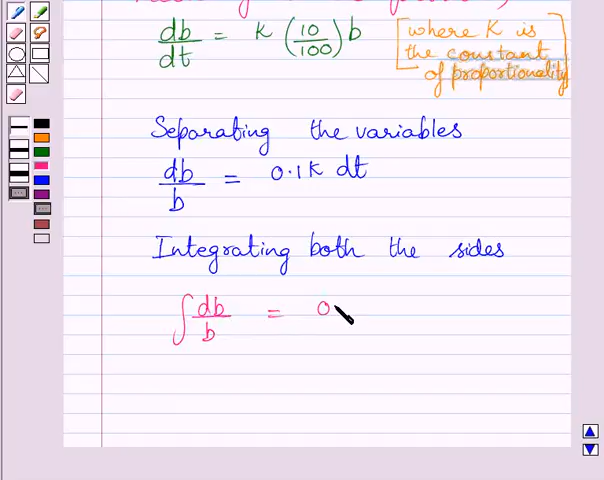 db/dt = K (10/100) b [where K is
the constant
of proportionality]
Separating the variables
db/b = 0.1K dt
Integrating both the sides
∫ db/b = 0.